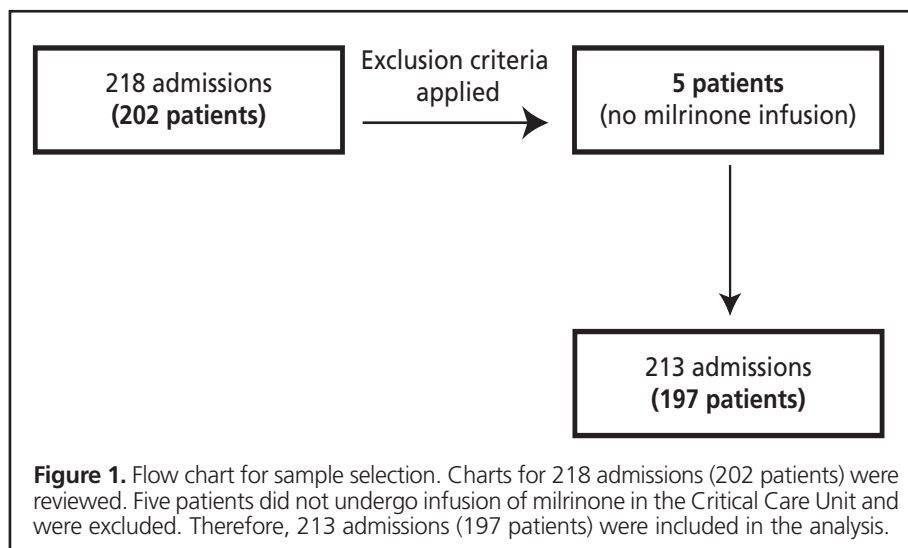 218 admissions
(202 patients)
Exclusion criteria
applied
5 patients
(no milrinone infusion)
213 admissions
(197 patients)
Figure 1. Flow chart for sample selection. Charts for 218 admissions (202 patients) were
reviewed. Five patients did not undergo infusion of milrinone in the Critical Care Unit and
were excluded. Therefore, 213 admissions (197 patients) were included in the analysis.